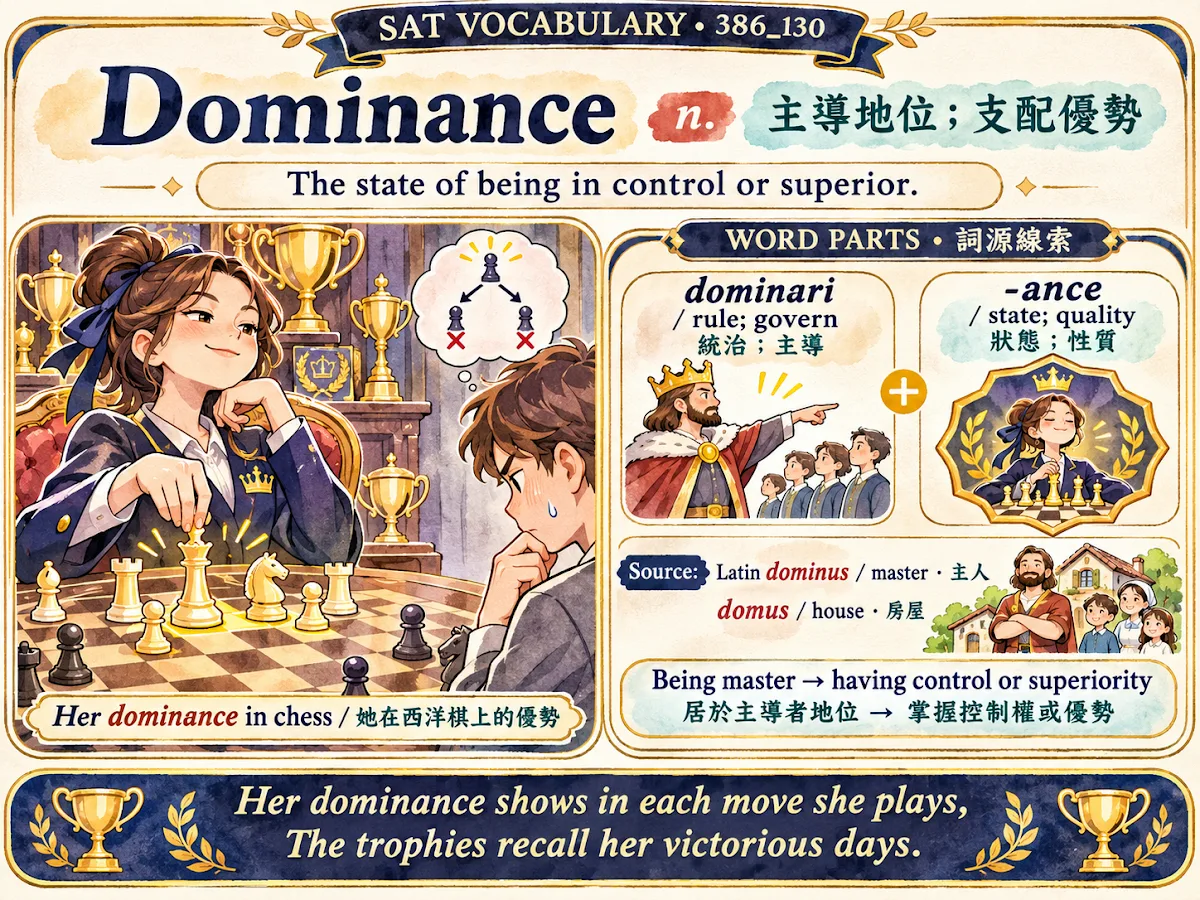 SAT VOCABULARY • 386_130
Dominance
n.
主導地位；支配優勢
The state of being in control or superior.
WORD PARTS • 詞源線索
dominari
/ rule; govern
統治；主導
+
-ance
/ state; quality
狀態；性質
Source: Latin dominus / master · 主人
domus / house · 房屋
Being master → having control or superiority
居於主導者地位 → 掌握控制權或優勢
Her dominance in chess / 她在西洋棋上的優勢
Her dominance shows in each move she plays,
The trophies recall her victorious days.